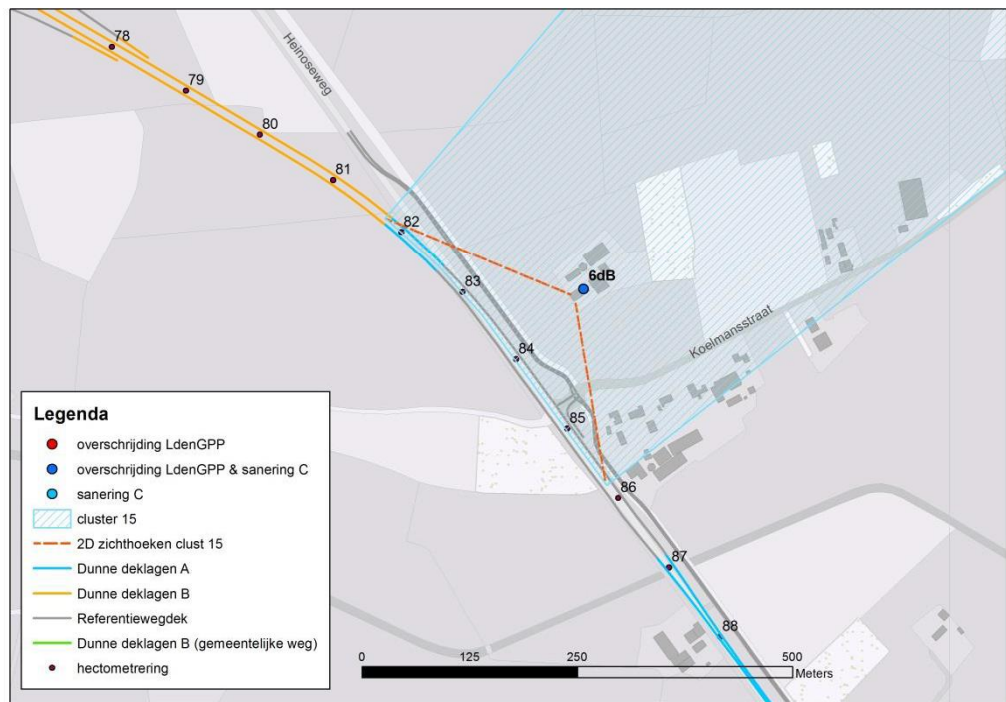 78
79
80
81
82
83
84
85
86
87
88
Heinoseweg
6dB
Koelmansstraat
Legenda
overschrijding LdenGPP
overschrijding LdenGPP & sanering C
sanering C
cluster 15
2D zichthoeken clust 15
Dunne deklagen A
Dunne deklagen B
Referentiewegdek
Dunne deklagen B (gemeentelijke weg)
hectometrering
0 125 250 500
Meters